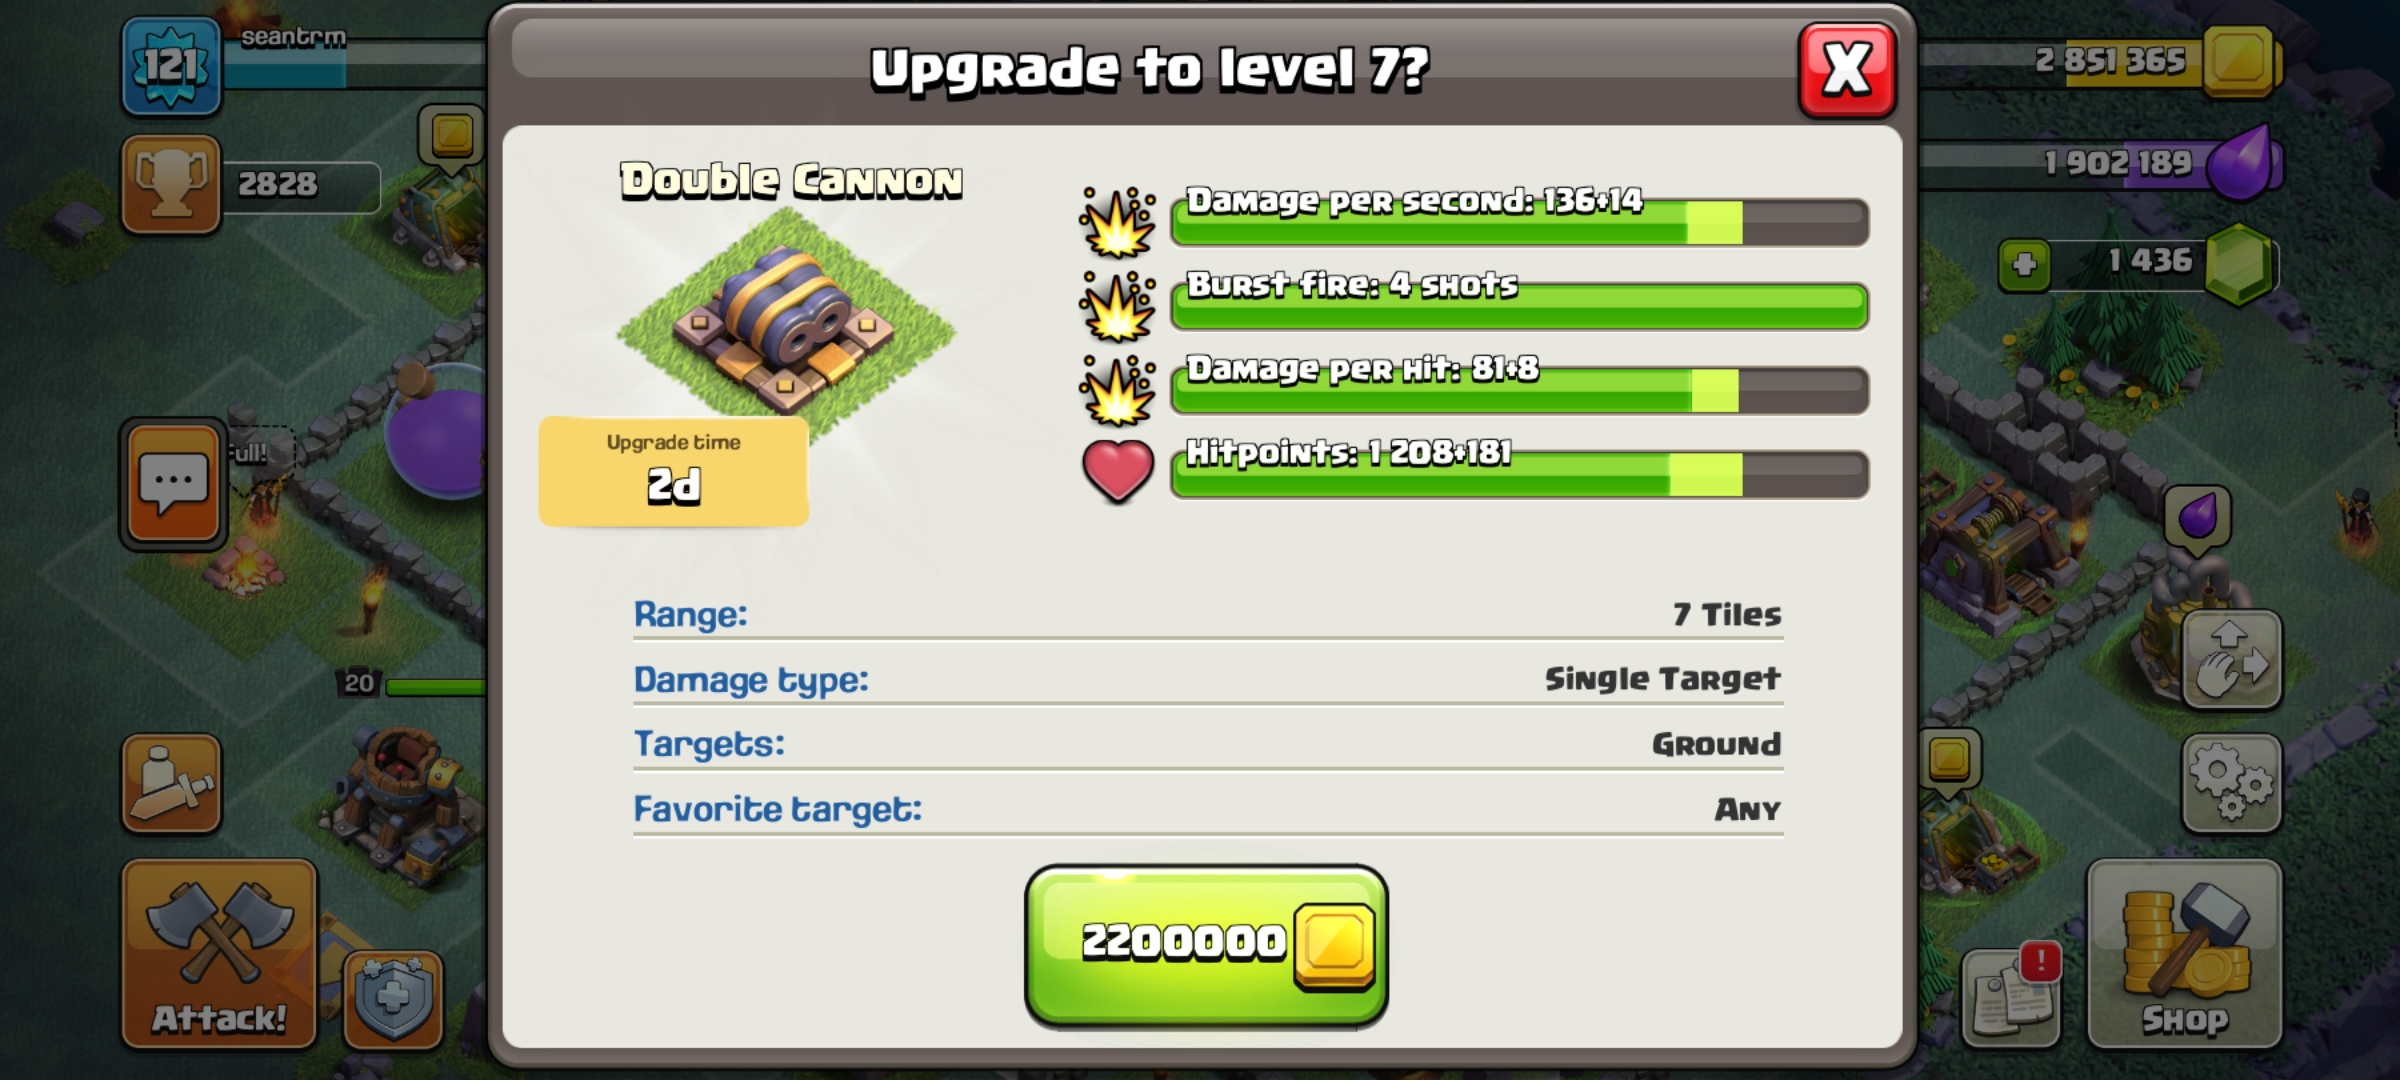 121
seantrm
2828
Full!
20
Attack!
Upgrade to level 7?
X
Double Cannon
Upgrade time
2d
Damage per second: 136+14
Burst fire: 4 shots
Damage per hit: 81+8
Hitpoints: 1 208+181
Range: 7 Tiles
Damage type: Single Target
Targets: Ground
Favorite target: Any
2200000
2 851 365
1 902 189
1 436
!
Shop